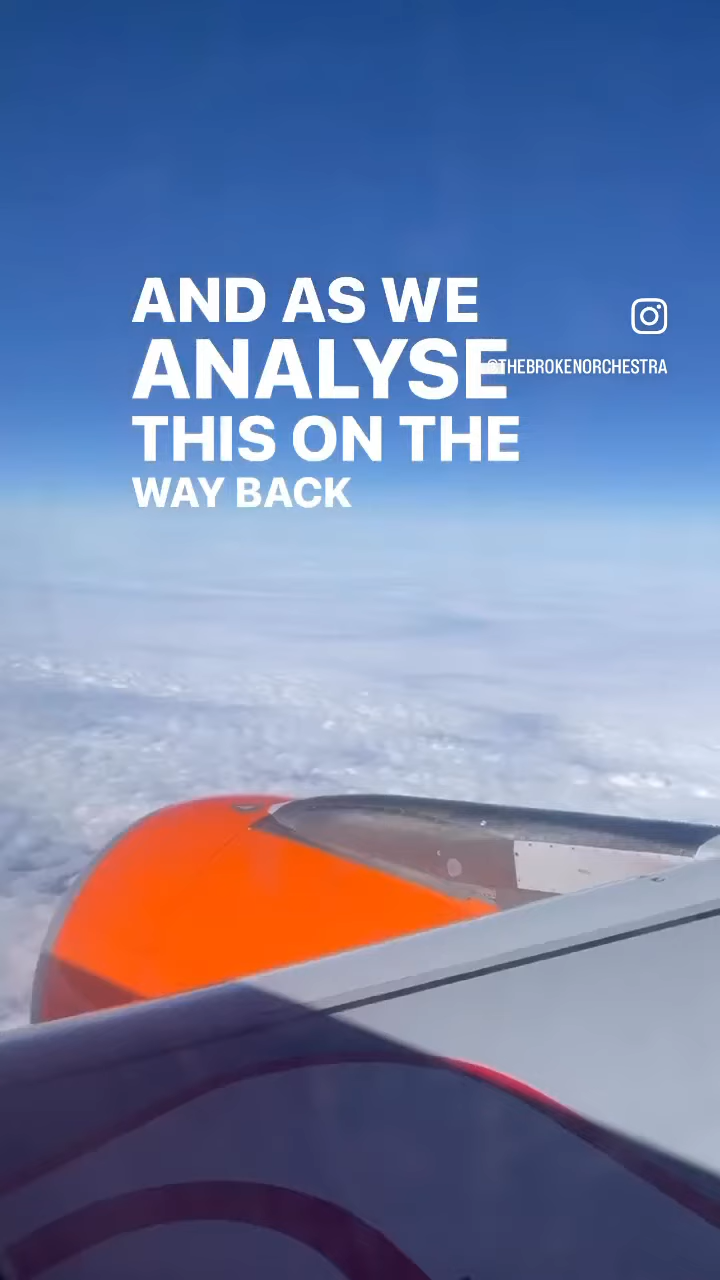 AND AS WE
ANALYSE
THIS ON THE
WAY BACK
@THEBROKENORCHESTRA